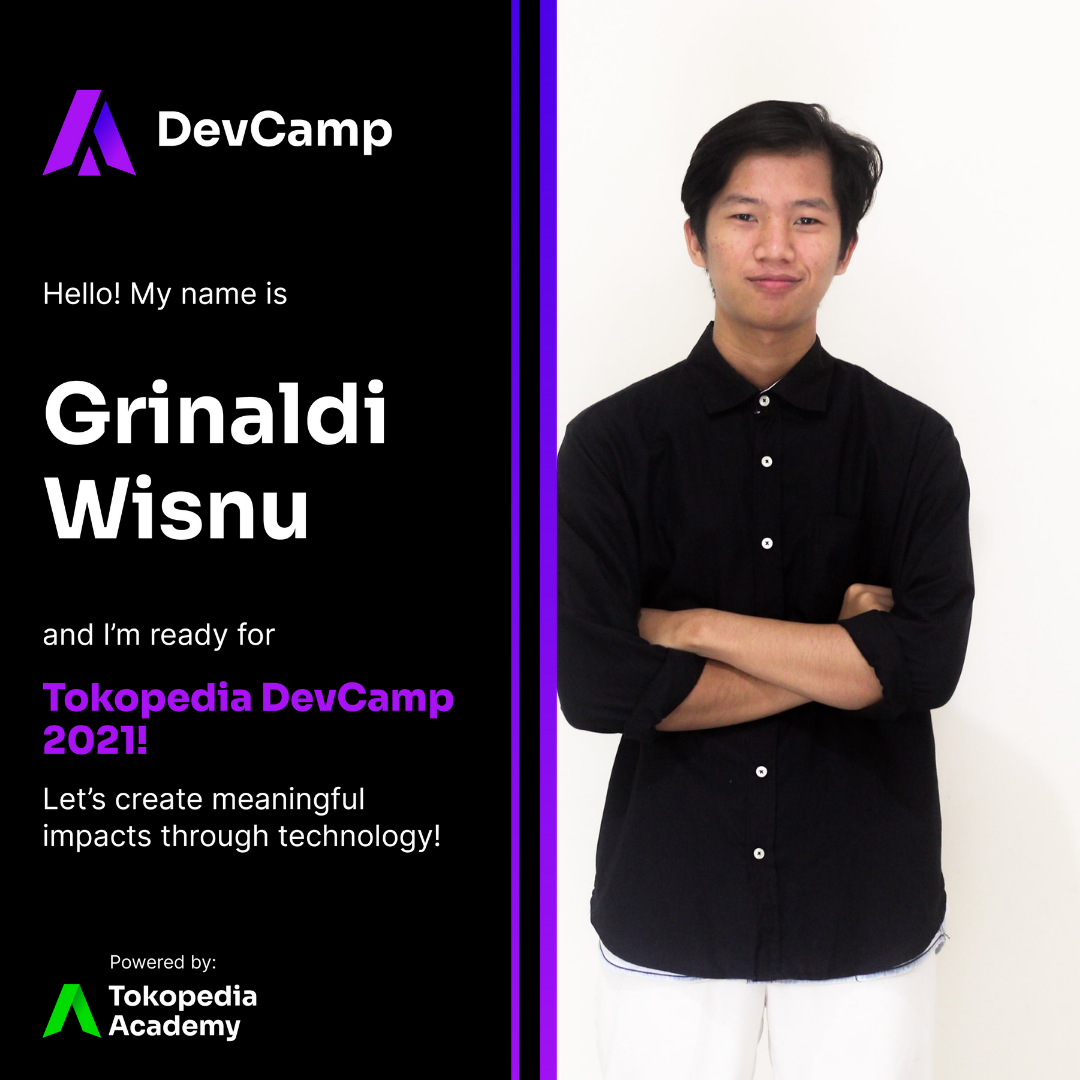 DevCamp
Hello! My name is
Grinaldi
Wisnu
and I’m ready for
Tokopedia DevCamp
2021!
Let’s create meaningful
impacts through technology!
Powered by:
Tokopedia
Academy